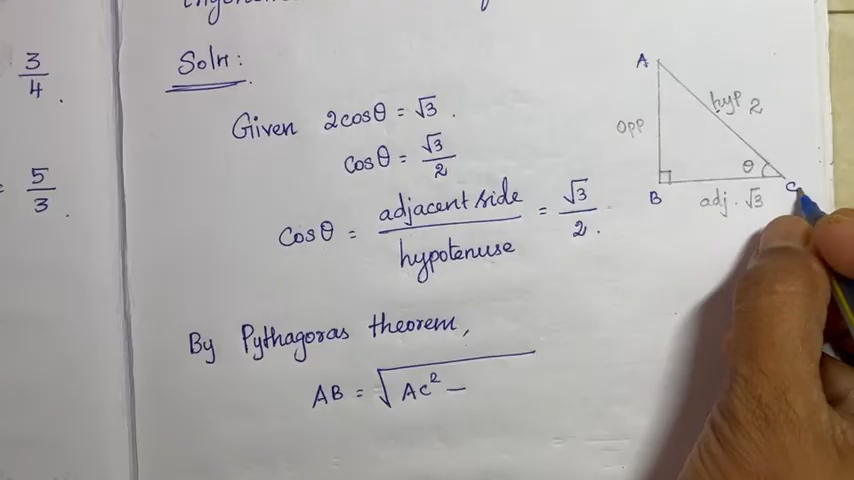 3/4.
5/3.
Soln:
Given 2cosθ = √3.
cosθ = √3/2
Cosθ = adjacent side/hypotenuse = √3/2.
By Pythagoras theorem,
AB = √AC² −
A
opp
hyp 2
θ
B
adj. √3
C